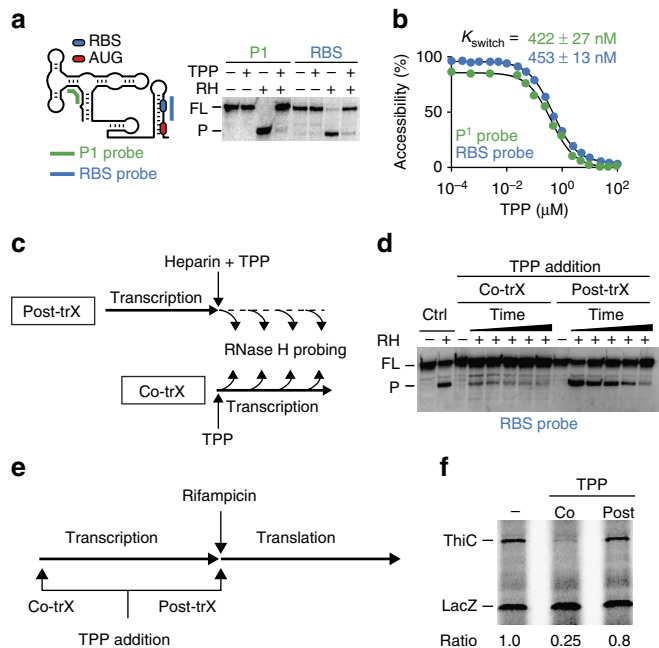 a
RBS
AUG
P1 probe
RBS probe
P1 RBS
TPP − + − + − + − +
RH − − + + − − + +
FL
P
b
Kswitch = 422 ± 27 nM
453 ± 13 nM
Accessibility (%)
100
50
0
P1 probe
RBS probe
10−4 10−2 100 102
TPP (μM)
c
Heparin + TPP
Post-trX
Transcription
RNase H probing
Co-trX
Transcription
TPP
d
TPP addition
Co-trX Post-trX
Ctrl Time Time
RH − + − + + + + + − + + + + +
FL
P
RBS probe
e
Rifampicin
Transcription Translation
Co-trX Post-trX
TPP addition
f
TPP
− Co Post
ThiC
LacZ
Ratio 1.0 0.25 0.8